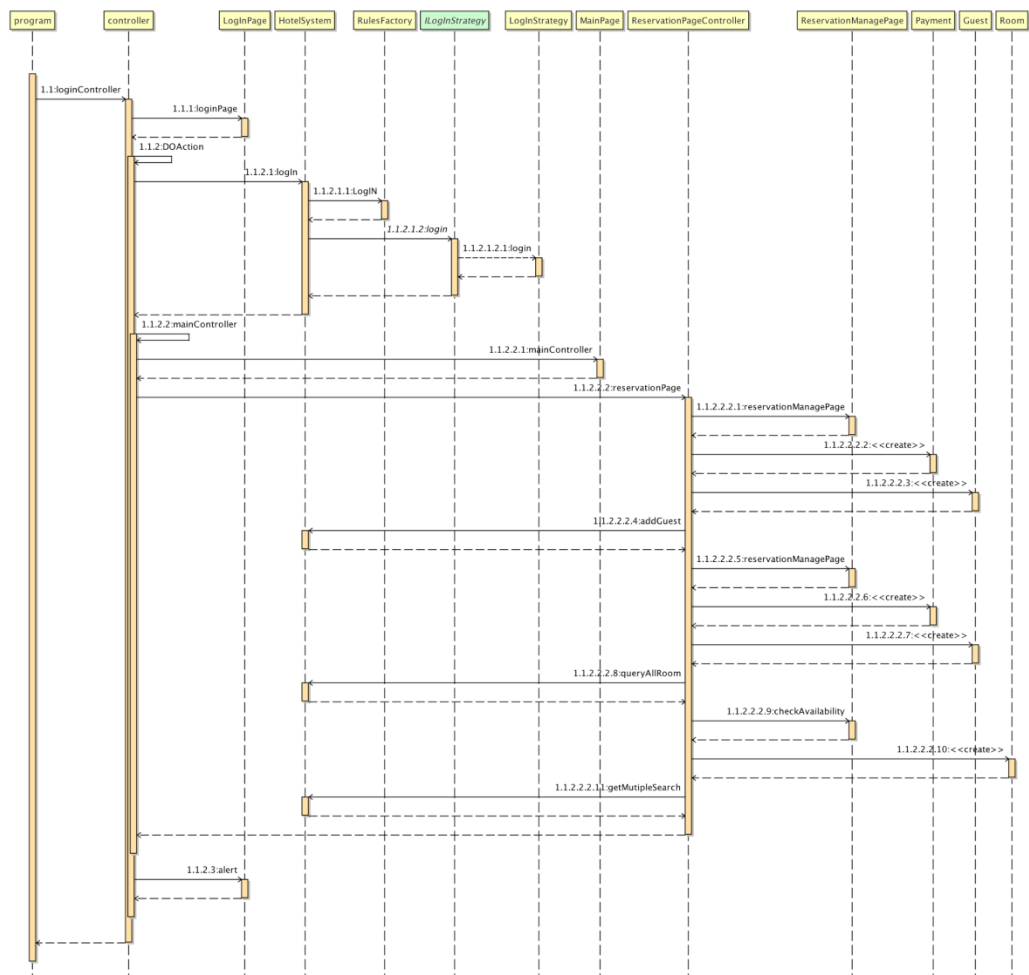 program controller LogInPage HotelSystem RulesFactory ILogInStrategy LogInStrategy MainPage ReservationPageController ReservationManagePage Payment Guest Room
1.1:loginController
1.1.1:loginPage
1.1.2:DOAction
1.1.2.1:logIn
1.1.2.1.1:LogIN
1.1.2.1.2:login
1.1.2.1.2.1:login
1.1.2.2:mainController
1.1.2.2.1:mainController
1.1.2.2.2:reservationPage
1.1.2.2.2.1:reservationManagePage
1.1.2.2.2.2:<<create>>
1.1.2.2.2.3:<<create>>
1.1.2.2.2.4:addGuest
1.1.2.2.2.5:reservationManagePage
1.1.2.2.2.6:<<create>>
1.1.2.2.2.7:<<create>>
1.1.2.2.2.8:queryAllRoom
1.1.2.2.2.9:checkAvailability
1.1.2.2.2.10:<<create>>
1.1.2.2.2.11:getMutipleSearch
1.1.2.3:alert